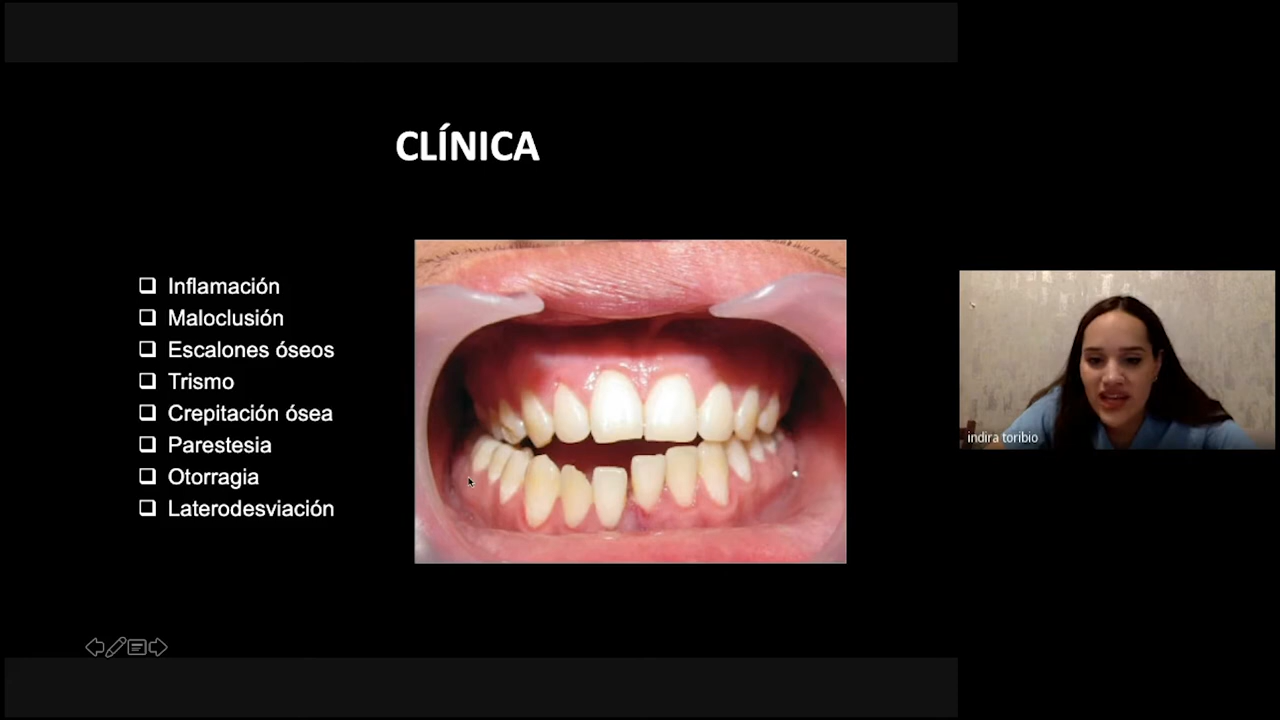 CLÍNICA
Inflamación
Maloclusión
Escalones óseos
Trismo
Crepitación ósea
Parestesia
Otorragia
Laterodesviación
indira toribio